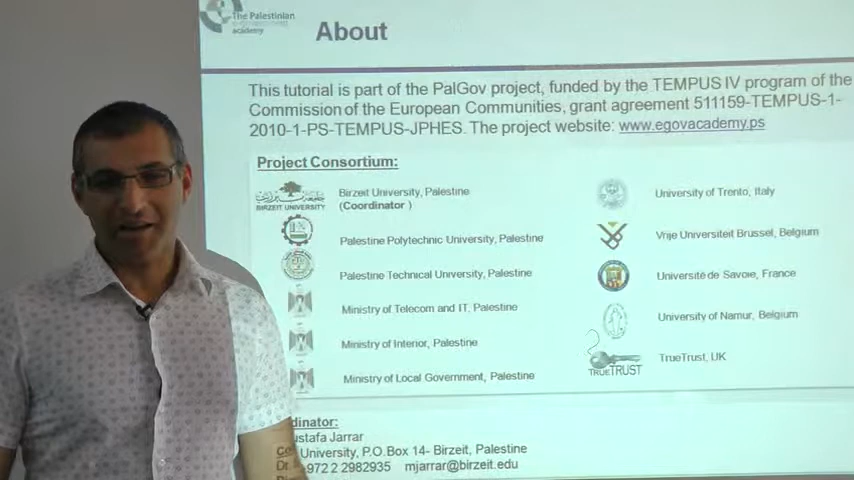 The Palestinian
academy
About
This tutorial is part of the PalGov project, funded by the TEMPUS IV program of the
Commission of the European Communities, grant agreement 511159-TEMPUS-1-
2010-1-PS-TEMPUS-JPHES. The project website: www.egovacademy.ps
Project Consortium:
BIRZEIT UNIVERSITY
Birzeit University, Palestine
(Coordinator )
Palestine Polytechnic University, Palestine
Palestine Technical University, Palestine
Ministry of Telecom and IT, Palestine
Ministry of Interior, Palestine
Ministry of Local Government, Palestine
University of Trento, Italy
Vrije Universiteit Brussel, Belgium
Université de Savoie, France
University of Namur, Belgium
TRUETRUST
TrueTrust, UK
dinator:
ustafa Jarrar
University, P.O.Box 14- Birzeit, Palestine
972 2 2982935 mjarrar@birzeit.edu